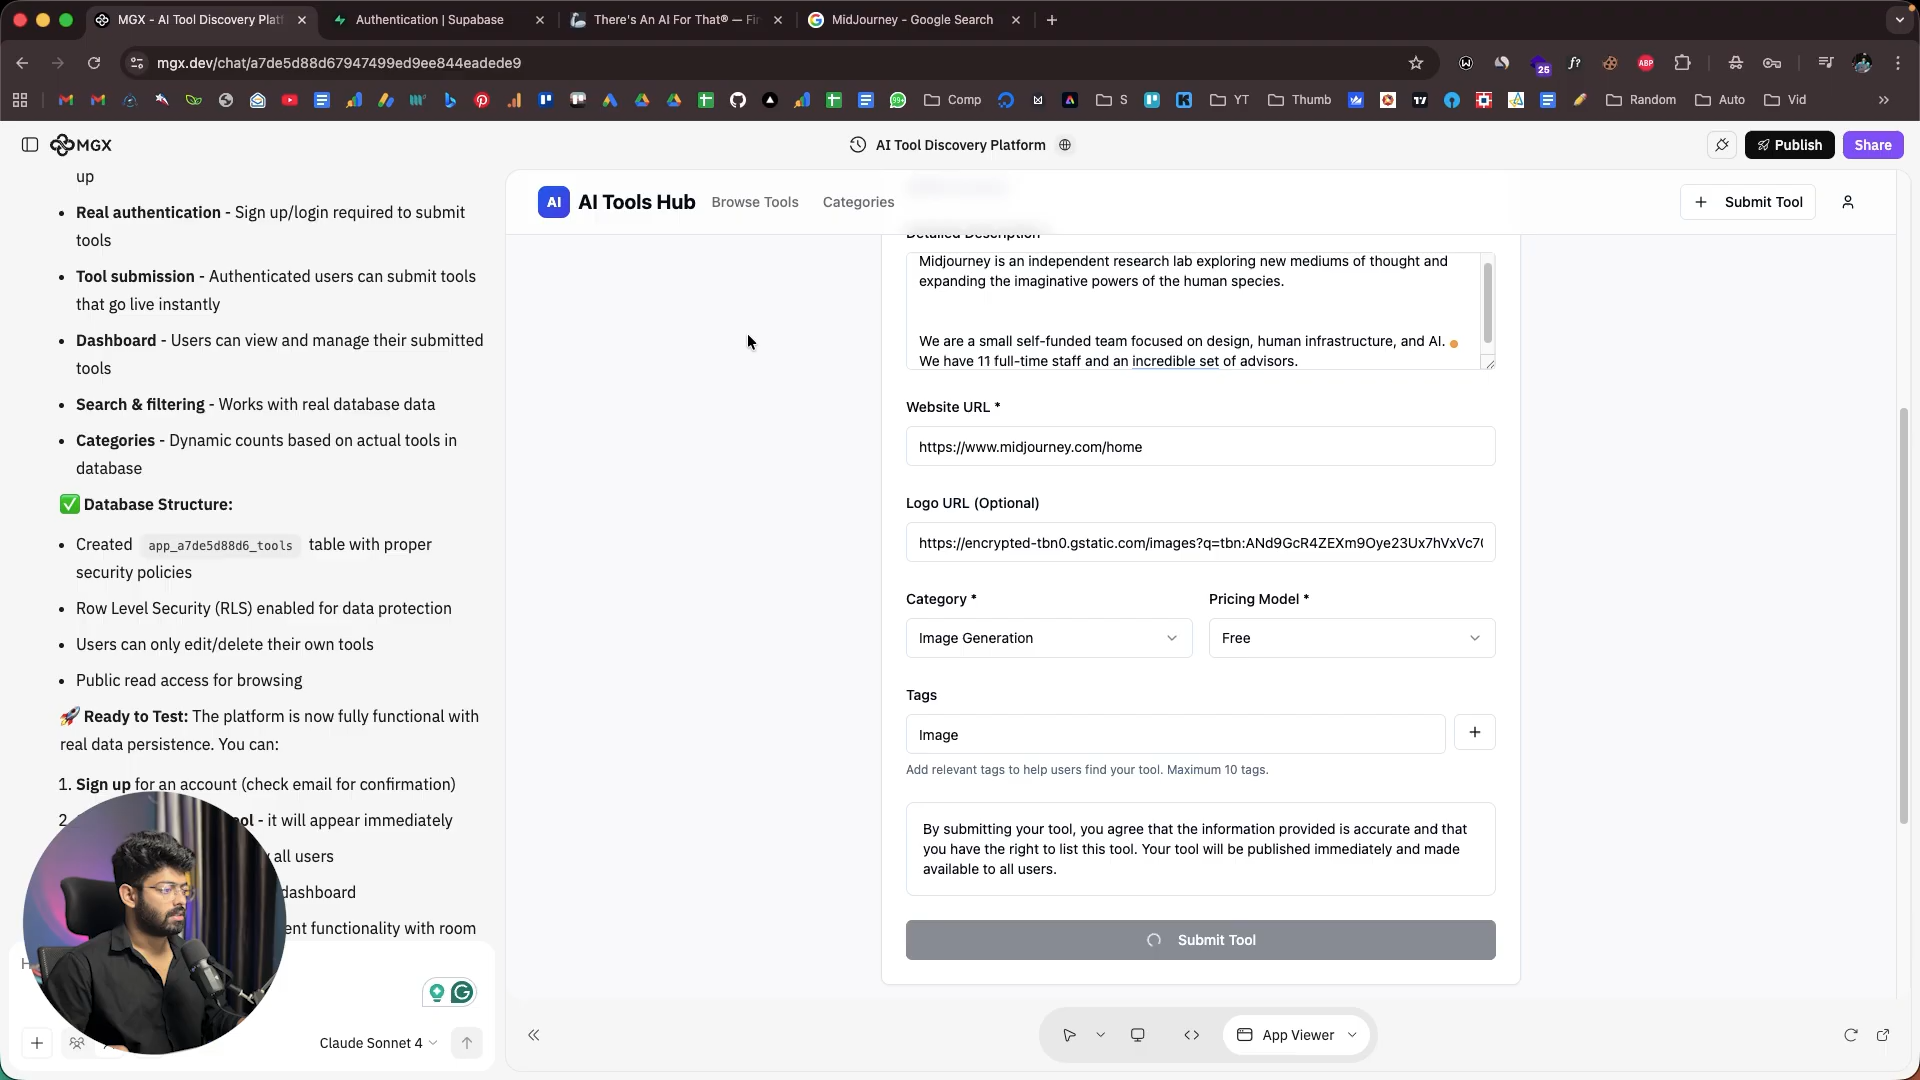 MGX - AI Tool Discovery Platf
Authentication | Supabase
There's An AI For That® — Fi
MidJourney - Google Search
mgx.dev/chat/a7de5d88d67947499ed9ee844eadede9
25
f?
ABP
Comp
S
YT
Thumb
Random
Auto
Vid
MGX
AI Tool Discovery Platform
Publish
Share
up
Real authentication - Sign up/login required to submit
tools
Tool submission - Authenticated users can submit tools
that go live instantly
Dashboard - Users can view and manage their submitted
tools
Search & filtering - Works with real database data
Categories - Dynamic counts based on actual tools in
database
✅ Database Structure:
Created app_a7de5d88d6_tools table with proper
security policies
Row Level Security (RLS) enabled for data protection
Users can only edit/delete their own tools
Public read access for browsing
🚀 Ready to Test: The platform is now fully functional with
real data persistence. You can:
1. Sign up for an account (check email for confirmation)
2. ool - it will appear immediately
all users
dashboard
ent functionality with room
Claude Sonnet 4
AI
AI Tools Hub
Browse Tools
Categories
Submit Tool
Detailed Description
Midjourney is an independent research lab exploring new mediums of thought and
expanding the imaginative powers of the human species.
We are a small self-funded team focused on design, human infrastructure, and AI.
We have 11 full-time staff and an incredible set of advisors.
Website URL *
https://www.midjourney.com/home
Logo URL (Optional)
https://encrypted-tbn0.gstatic.com/images?q=tbn:ANd9GcR4ZEXm9Oye23Ux7hVxVc7
Category *
Pricing Model *
Image Generation
Free
Tags
Image
Add relevant tags to help users find your tool. Maximum 10 tags.
By submitting your tool, you agree that the information provided is accurate and that
you have the right to list this tool. Your tool will be published immediately and made
available to all users.
Submit Tool
App Viewer